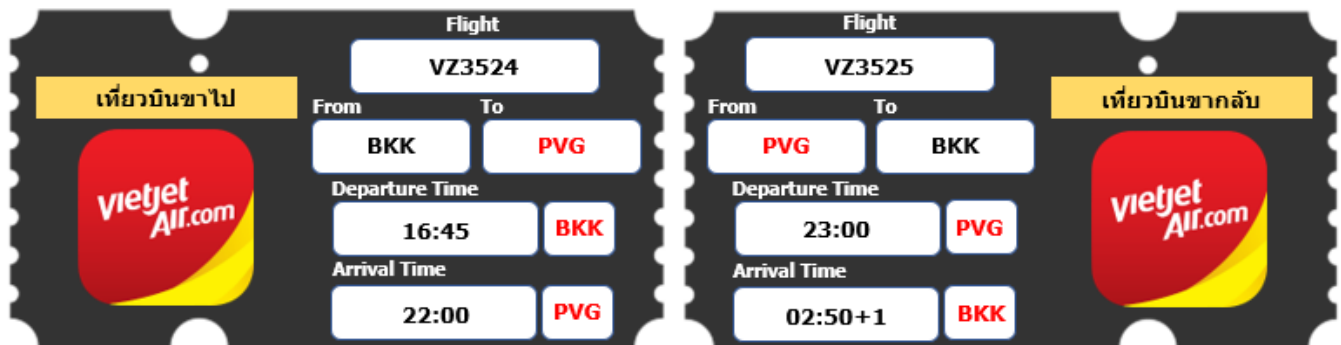 Flight
VZ3524
เที่ยวบินขาไป
From To
BKK PVG
vietjet
Air.com
Departure Time
16:45 BKK
Arrival Time
22:00 PVG
Flight
VZ3525
เที่ยวบินขากลับ
From To
PVG BKK
vietjet
Air.com
Departure Time
23:00 PVG
Arrival Time
02:50+1 BKK